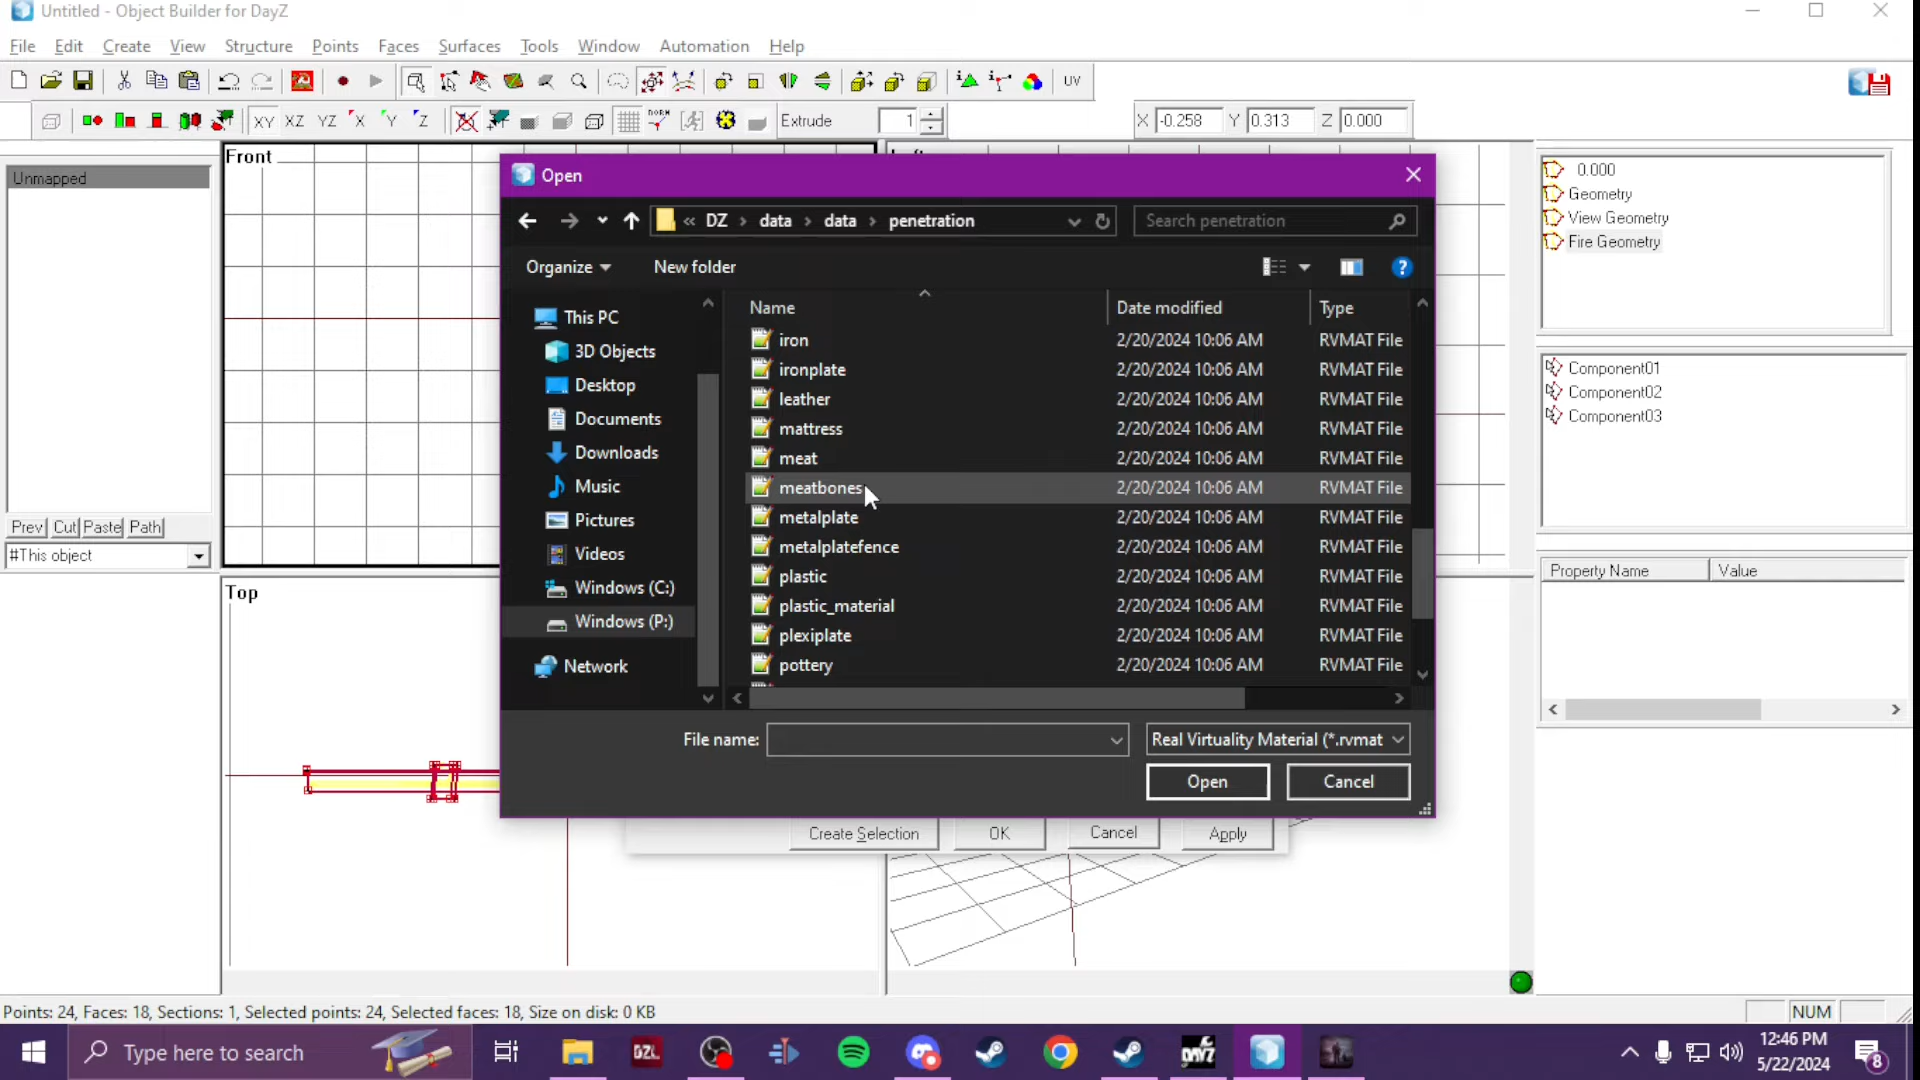 Untitled - Object Builder for DayZ
File Edit Create View Structure Points Faces Surfaces Tools Window Automation Help
UV
XY XZ YZ X Y Z NORM Extrude 1 X -0.258 Y 0.313 Z 0.000
Unmapped
Prev Cut Paste Path
#This object
Front
Top
Open
« DZ › data › data › penetration
Search penetration
Organize New folder
This PC
3D Objects
Desktop
Documents
Downloads
Music
Pictures
Videos
Windows (C:)
Windows (P:)
Network
Name Date modified Type
iron 2/20/2024 10:06 AM RVMAT File
ironplate 2/20/2024 10:06 AM RVMAT File
leather 2/20/2024 10:06 AM RVMAT File
mattress 2/20/2024 10:06 AM RVMAT File
meat 2/20/2024 10:06 AM RVMAT File
meatbones 2/20/2024 10:06 AM RVMAT File
metalplate 2/20/2024 10:06 AM RVMAT File
metalplatefence 2/20/2024 10:06 AM RVMAT File
plastic 2/20/2024 10:06 AM RVMAT File
plastic_material 2/20/2024 10:06 AM RVMAT File
plexiplate 2/20/2024 10:06 AM RVMAT File
pottery 2/20/2024 10:06 AM RVMAT File
File name: Real Virtuality Material (*.rvmat
Open Cancel
Create Selection OK Cancel Apply
0.000
Geometry
View Geometry
Fire Geometry
Component01
Component02
Component03
Property Name Value
Points: 24, Faces: 18, Sections: 1, Selected points: 24, Selected faces: 18, Size on disk: 0 KB
NUM
Type here to search
DZL
DAYZ
12:46 PM
5/22/2024
8